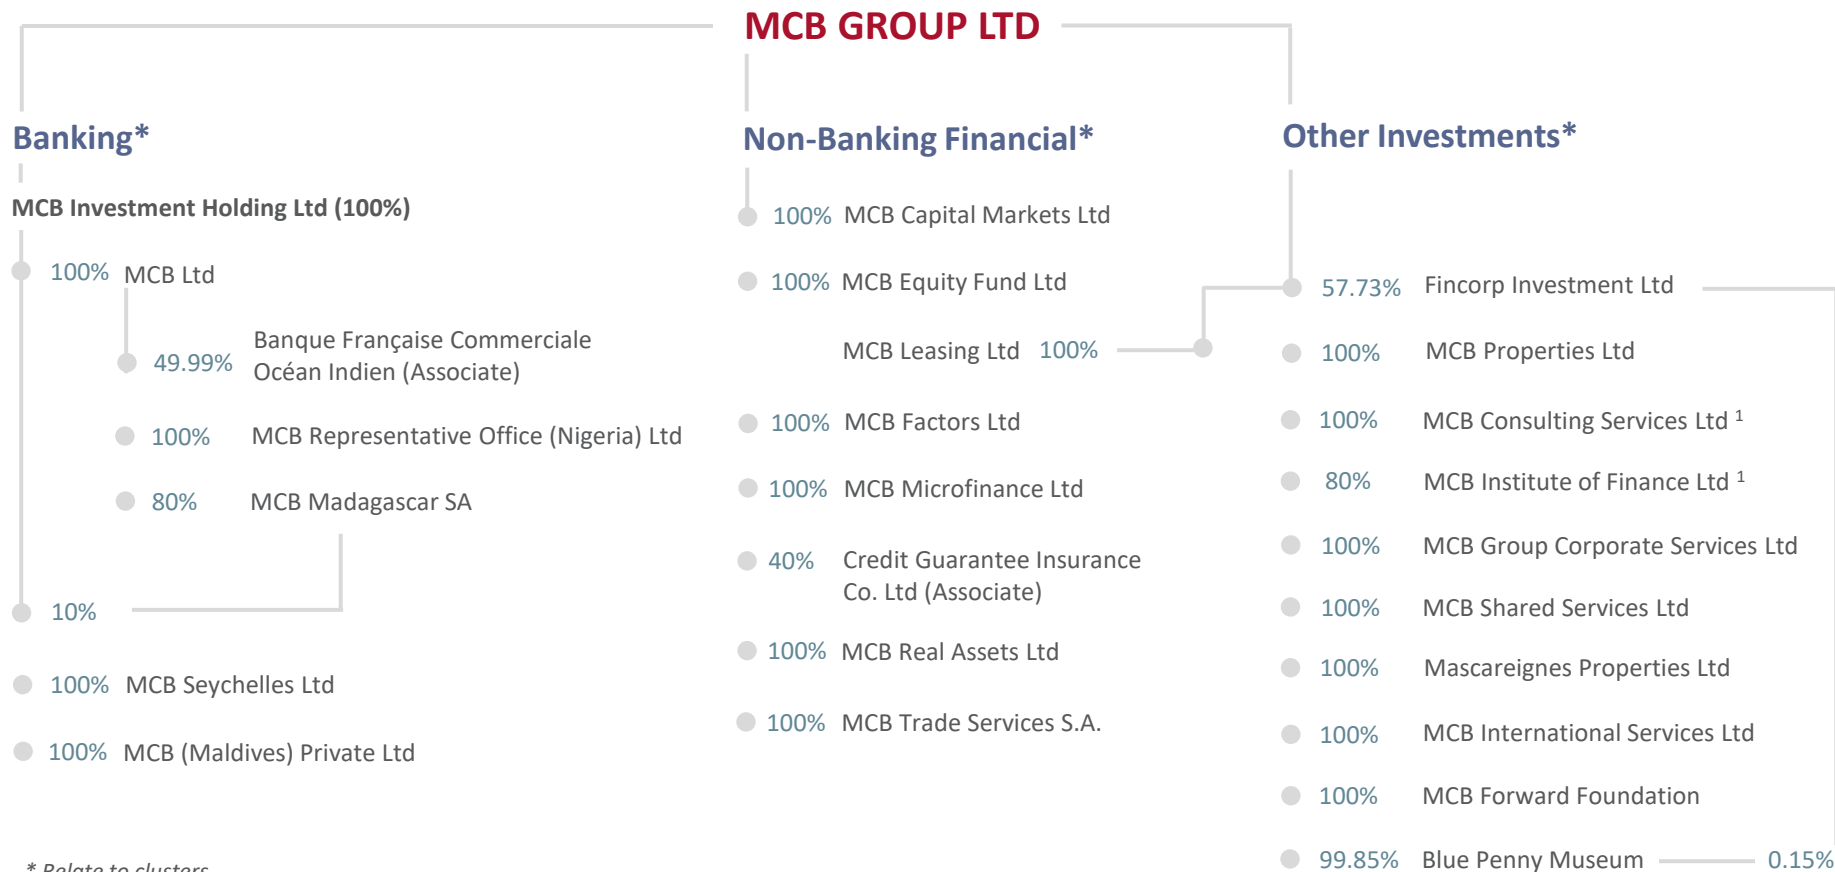 MCB GROUP LTD
Banking*
MCB Investment Holding Ltd (100%)
100% MCB Ltd
49.99% Banque Française Commerciale
Océan Indien (Associate)
100% MCB Representative Office (Nigeria) Ltd
80% MCB Madagascar SA
10%
100% MCB Seychelles Ltd
100% MCB (Maldives) Private Ltd
* Relate to clusters
Non-Banking Financial*
100% MCB Capital Markets Ltd
100% MCB Equity Fund Ltd
MCB Leasing Ltd 100%
100% MCB Factors Ltd
100% MCB Microfinance Ltd
40% Credit Guarantee Insurance
Co. Ltd (Associate)
100% MCB Real Assets Ltd
100% MCB Trade Services S.A.
Other Investments*
57.73% Fincorp Investment Ltd
100% MCB Properties Ltd
100% MCB Consulting Services Ltd ¹
80% MCB Institute of Finance Ltd ¹
100% MCB Group Corporate Services Ltd
100% MCB Shared Services Ltd
100% Mascareignes Properties Ltd
100% MCB International Services Ltd
100% MCB Forward Foundation
99.85% Blue Penny Museum 0.15%